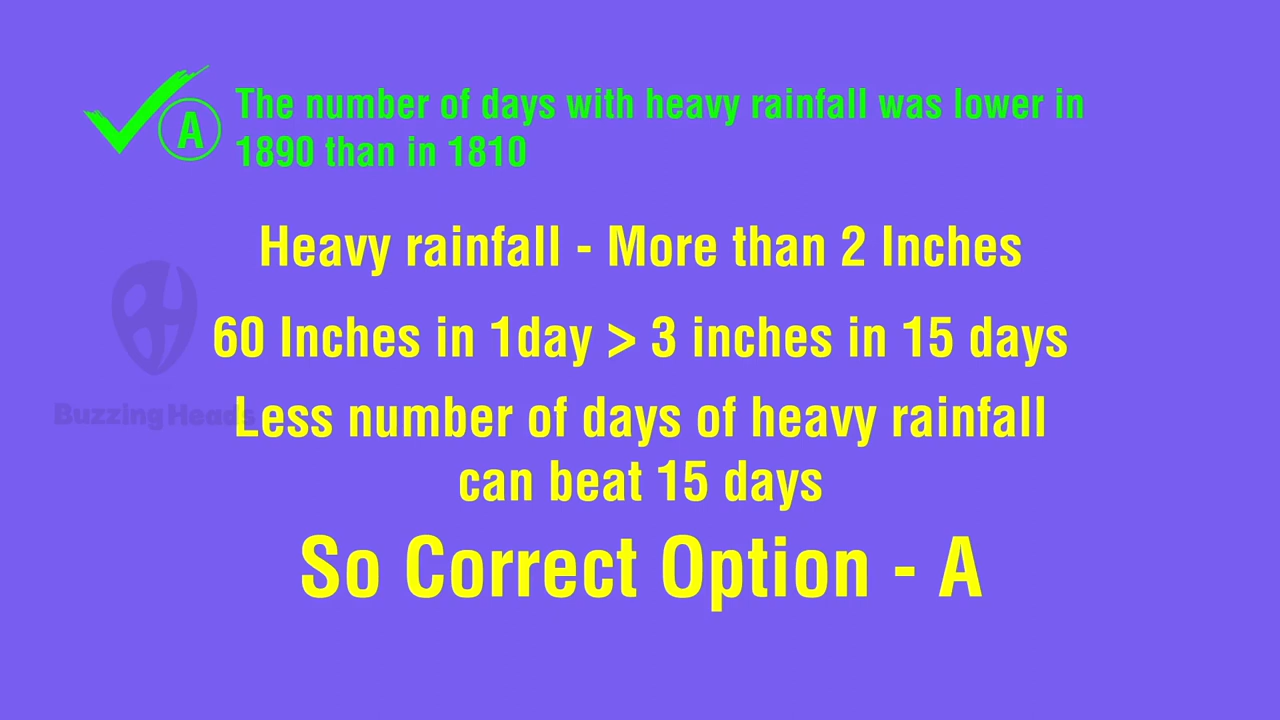 A
The number of days with heavy rainfall was lower in
1890 than in 1810
Heavy rainfall - More than 2 Inches
60 Inches in 1day > 3 inches in 15 days
Buzzing Heads
Less number of days of heavy rainfall
can beat 15 days
So Correct Option - A